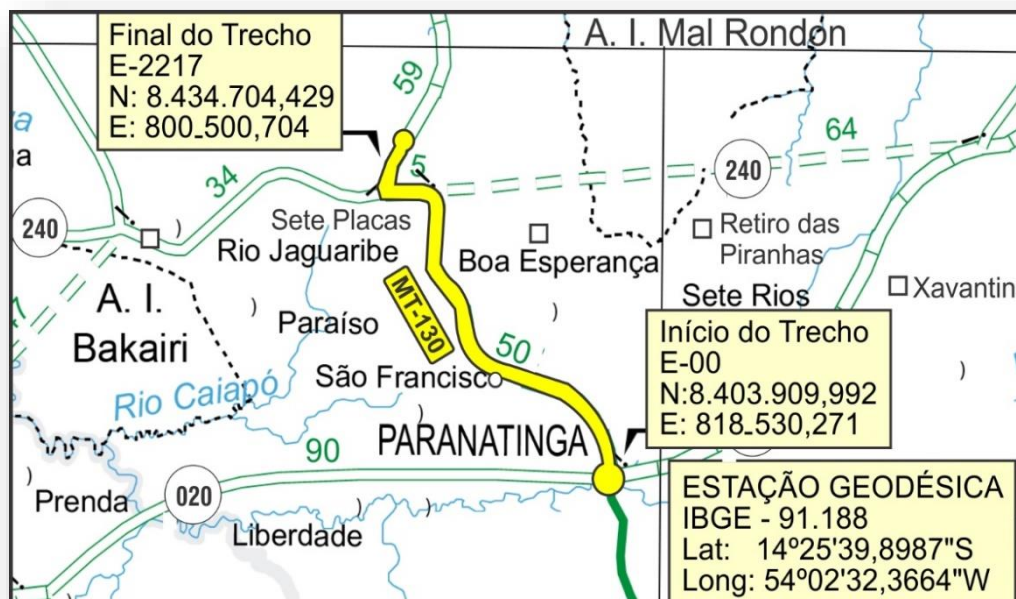 Final do Trecho
E-2217
N: 8.434.704,429
E: 800.500,704
A. I. Mal Rondon
59
64
5
240
34
240
Sete Placas
Retiro das
Piranhas
Rio Jaguaribe
Boa Esperança
A. I.
Bakairi
Sete Rios
Xavantin
MT-130
Paraíso
50
Início do Trecho
E-00
N:8.403.909,992
E: 818.530,271
São Francisco
Rio Caiapó
PARANATINGA
90
020
Prenda
Liberdade
ESTAÇÃO GEODÉSICA
IBGE - 91.188
Lat: 14º25'39,8987"S
Long: 54º02'32,3664"W